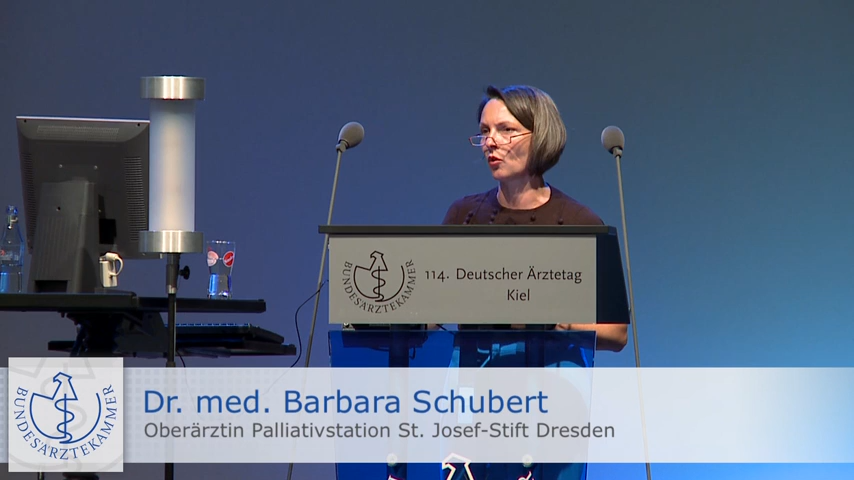 114. Deutscher Ärztetag
Kiel
BUNDESÄRZTEKAMMER
BUNDESÄRZTEKAMMER
Dr. med. Barbara Schubert
Oberärztin Palliativstation St. Josef-Stift Dresden